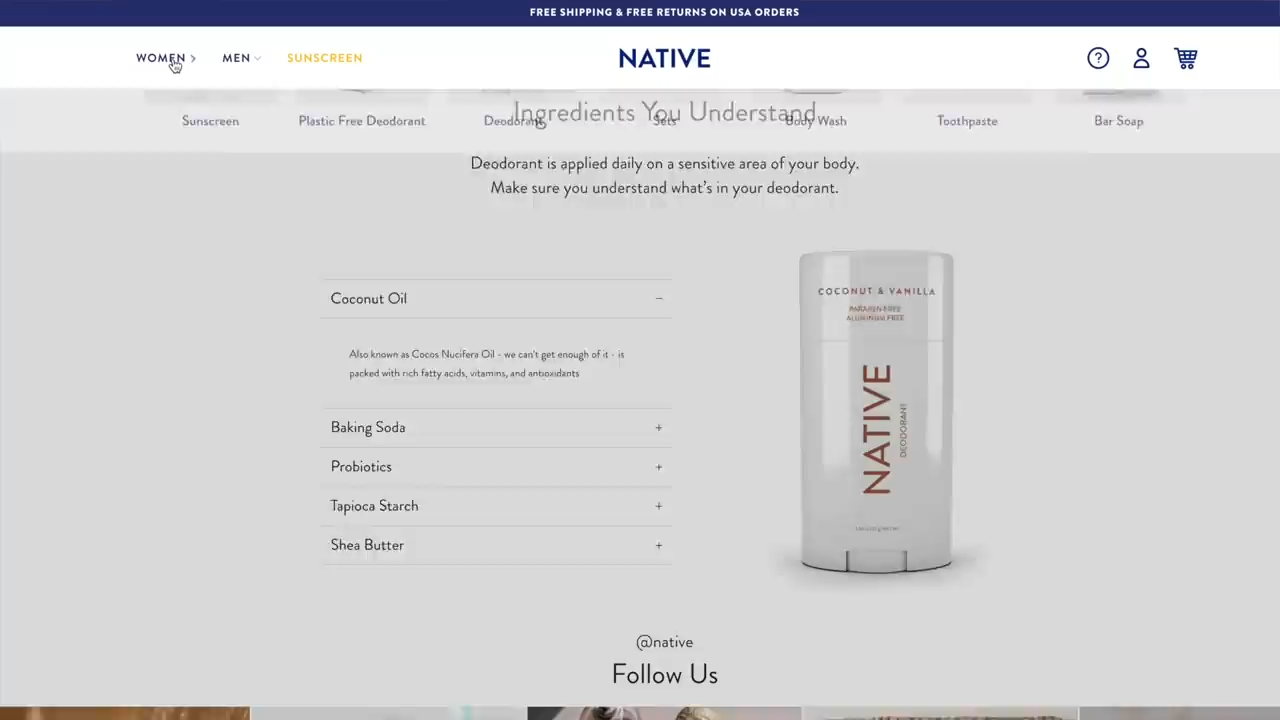 FREE SHIPPING & FREE RETURNS ON USA ORDERS
WOMEN MEN SUNSCREEN
NATIVE
Ingredients You Understand
Sunscreen Plastic Free Deodorant Deodorant Sets Body Wash Toothpaste Bar Soap
Deodorant is applied daily on a sensitive area of your body.
Make sure you understand what's in your deodorant.
Coconut Oil
Also known as Cocos Nucifera Oil - we can't get enough of it - is
packed with rich fatty acids, vitamins, and antioxidants
Baking Soda
Probiotics
Tapioca Starch
Shea Butter
COCONUT & VANILLA
PARABEN FREE
ALUMINUM FREE
NATIVE
DEODORANT
@native
Follow Us